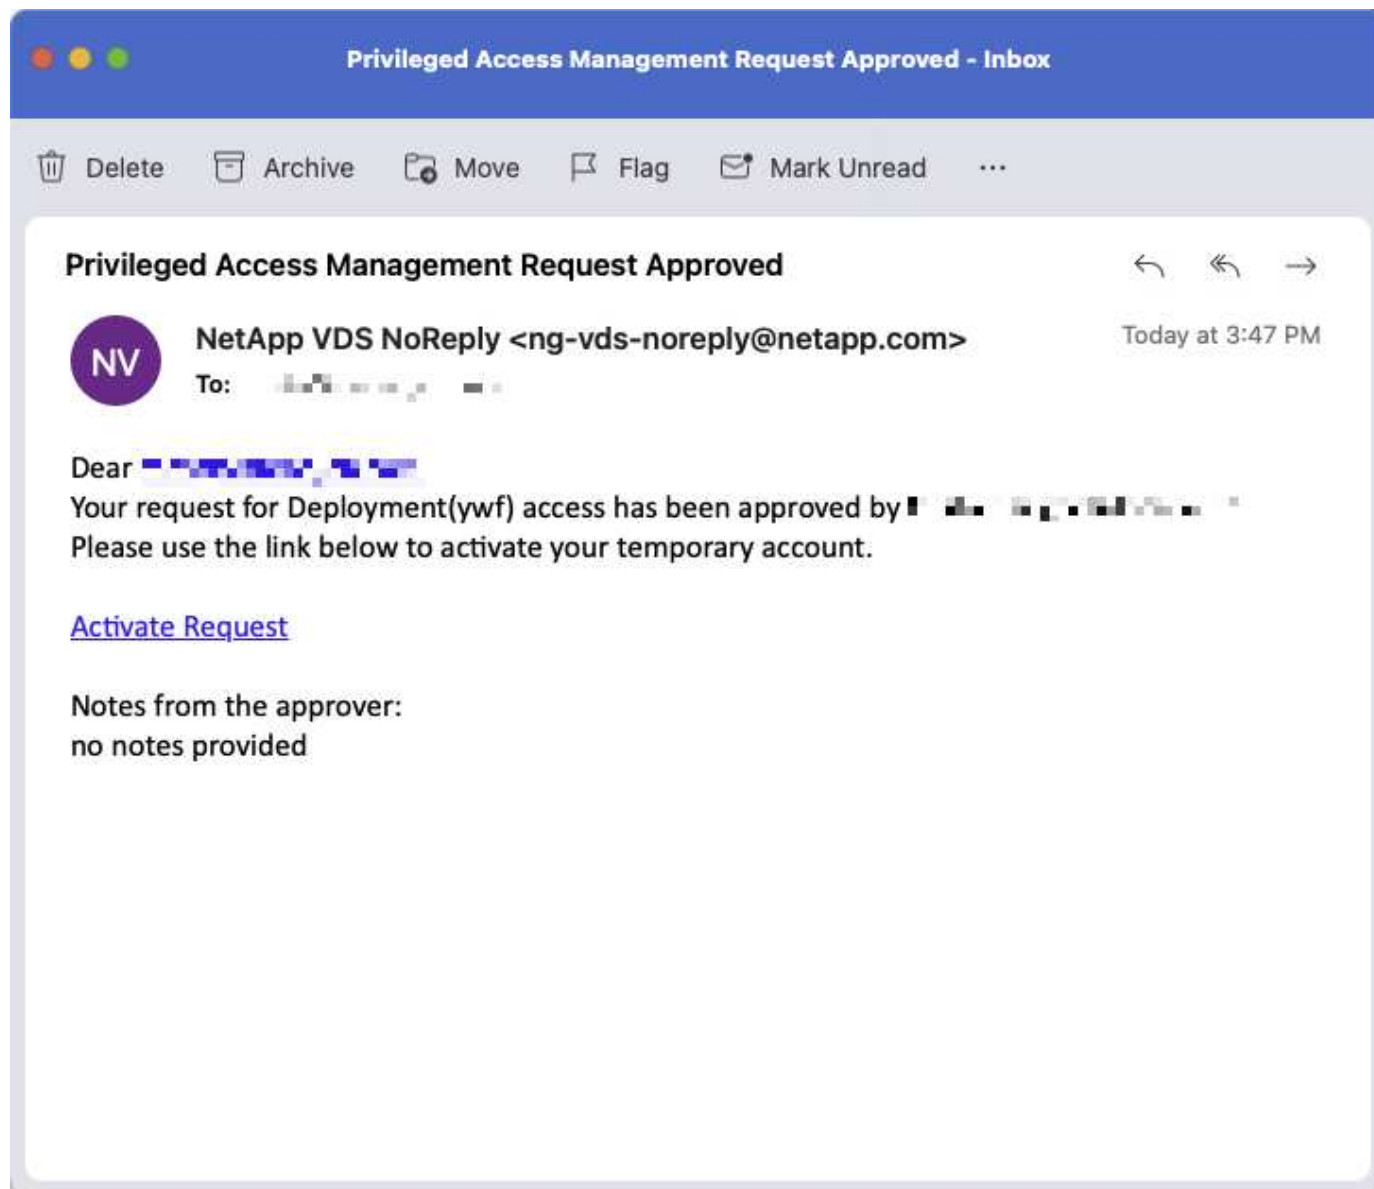 Privileged Access Management Request Approved - Inbox
Delete Archive Move Flag Mark Unread ...
Privileged Access Management Request Approved
NV
NetApp VDS NoReply <ng-vds-noreply@netapp.com>
Today at 3:47 PM
To:
Dear
Your request for Deployment(ywf) access has been approved by
Please use the link below to activate your temporary account.
Activate Request
Notes from the approver:
no notes provided